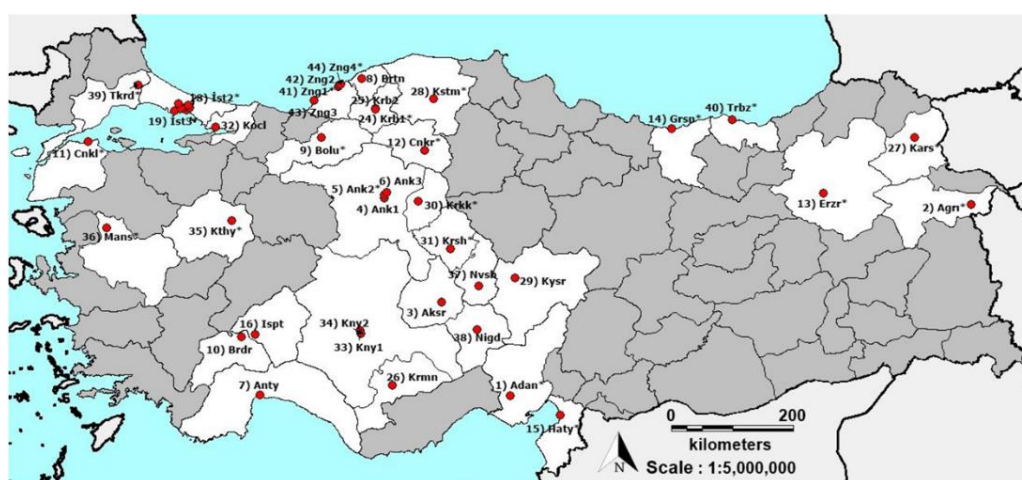 44) Zng4*
42) Zng2
8) Brtn
41) Zng1*
43) Zng3
25) Krb2
24) Krb1*
28) Kstm*
39) Tkrd*
18) İst2*
19) İst3*
32) Kocl
40) Trbz*
14) Grsn*
11) Cnkl*
9) Bolu*
12) Cnkr*
27) Kars*
6) Ank3
5) Ank2*
4) Ank1
30) Krkk*
13) Erzr*
2) Agrı*
36) Mans*
35) Kthy*
31) Krsh*
37) Nvsh
29) Kysr
3) Aksr
16) Ispt
34) Kny2
10) Brdr
33) Kny1
38) Nigd
7) Anty
26) Krmn
1) Adan*
15) Haty*
0 200
kilometers
N
Scale : 1:5,000,000